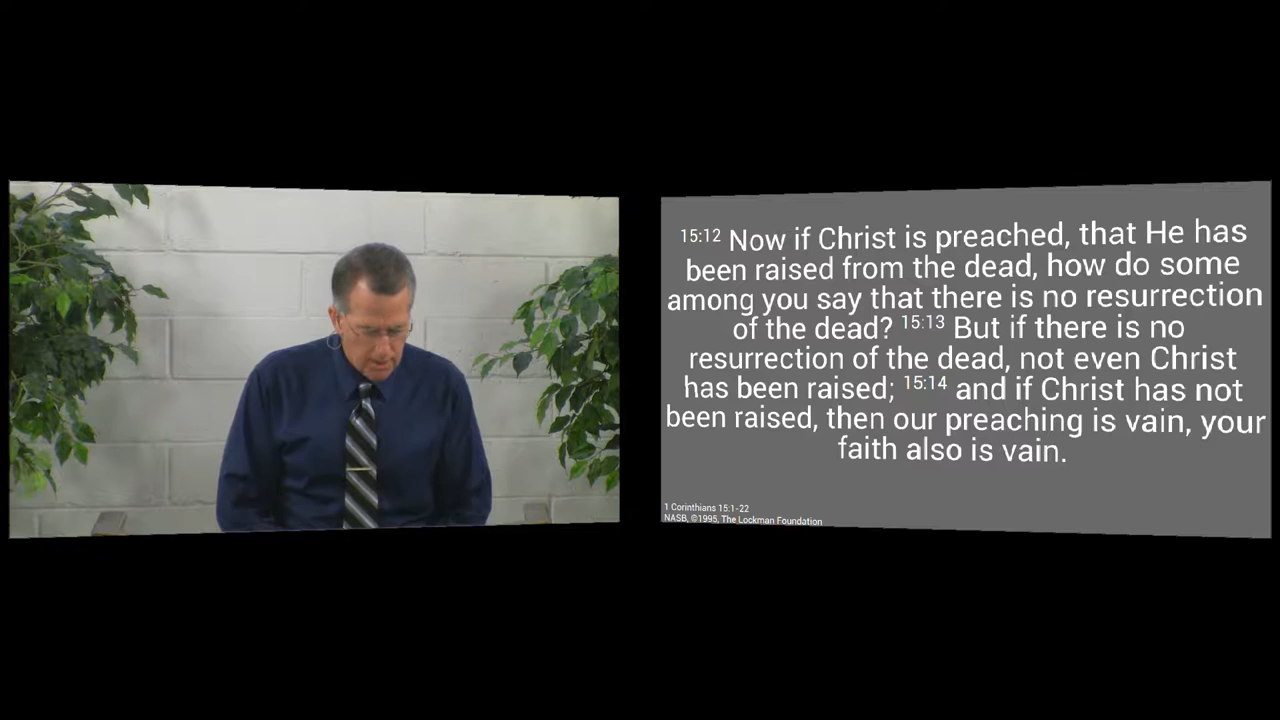 15:12 Now if Christ is preached, that He has
been raised from the dead, how do some
among you say that there is no resurrection
of the dead? 15:13 But if there is no
resurrection of the dead, not even Christ
has been raised; 15:14 and if Christ has not
been raised, then our preaching is vain, your
faith also is vain.
1 Corinthians 15:1-22
NASB, ©1995, The Lockman Foundation